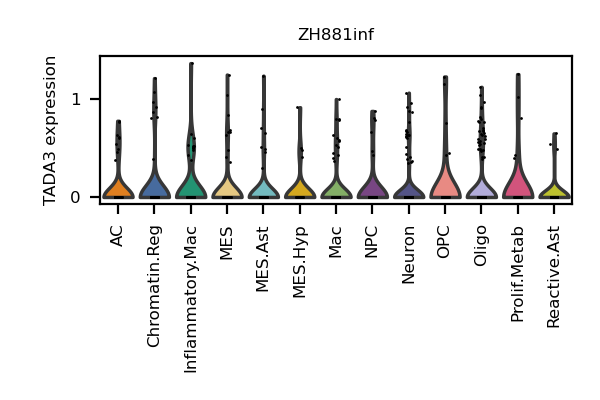 ZH881inf
TADA3 expression
1
0
AC
Chromatin.Reg
Inflammatory.Mac
MES
MES.Ast
MES.Hyp
Mac
NPC
Neuron
OPC
Oligo
Prolif.Metab
Reactive.Ast